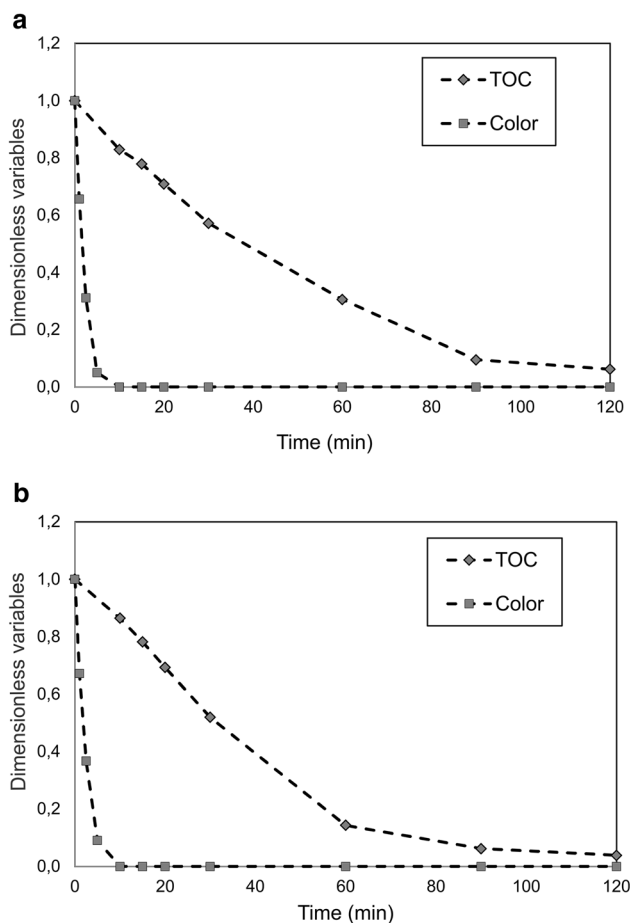 a
1,2
1,0
0,8
0,6
0,4
0,2
0,0
Dimensionless variables
TOC
Color
0 20 40 60 80 100 120
Time (min)
b
1,2
1,0
0,8
0,6
0,4
0,2
0,0
Dimensionless variables
TOC
Color
0 20 40 60 80 100 120
Time (min)